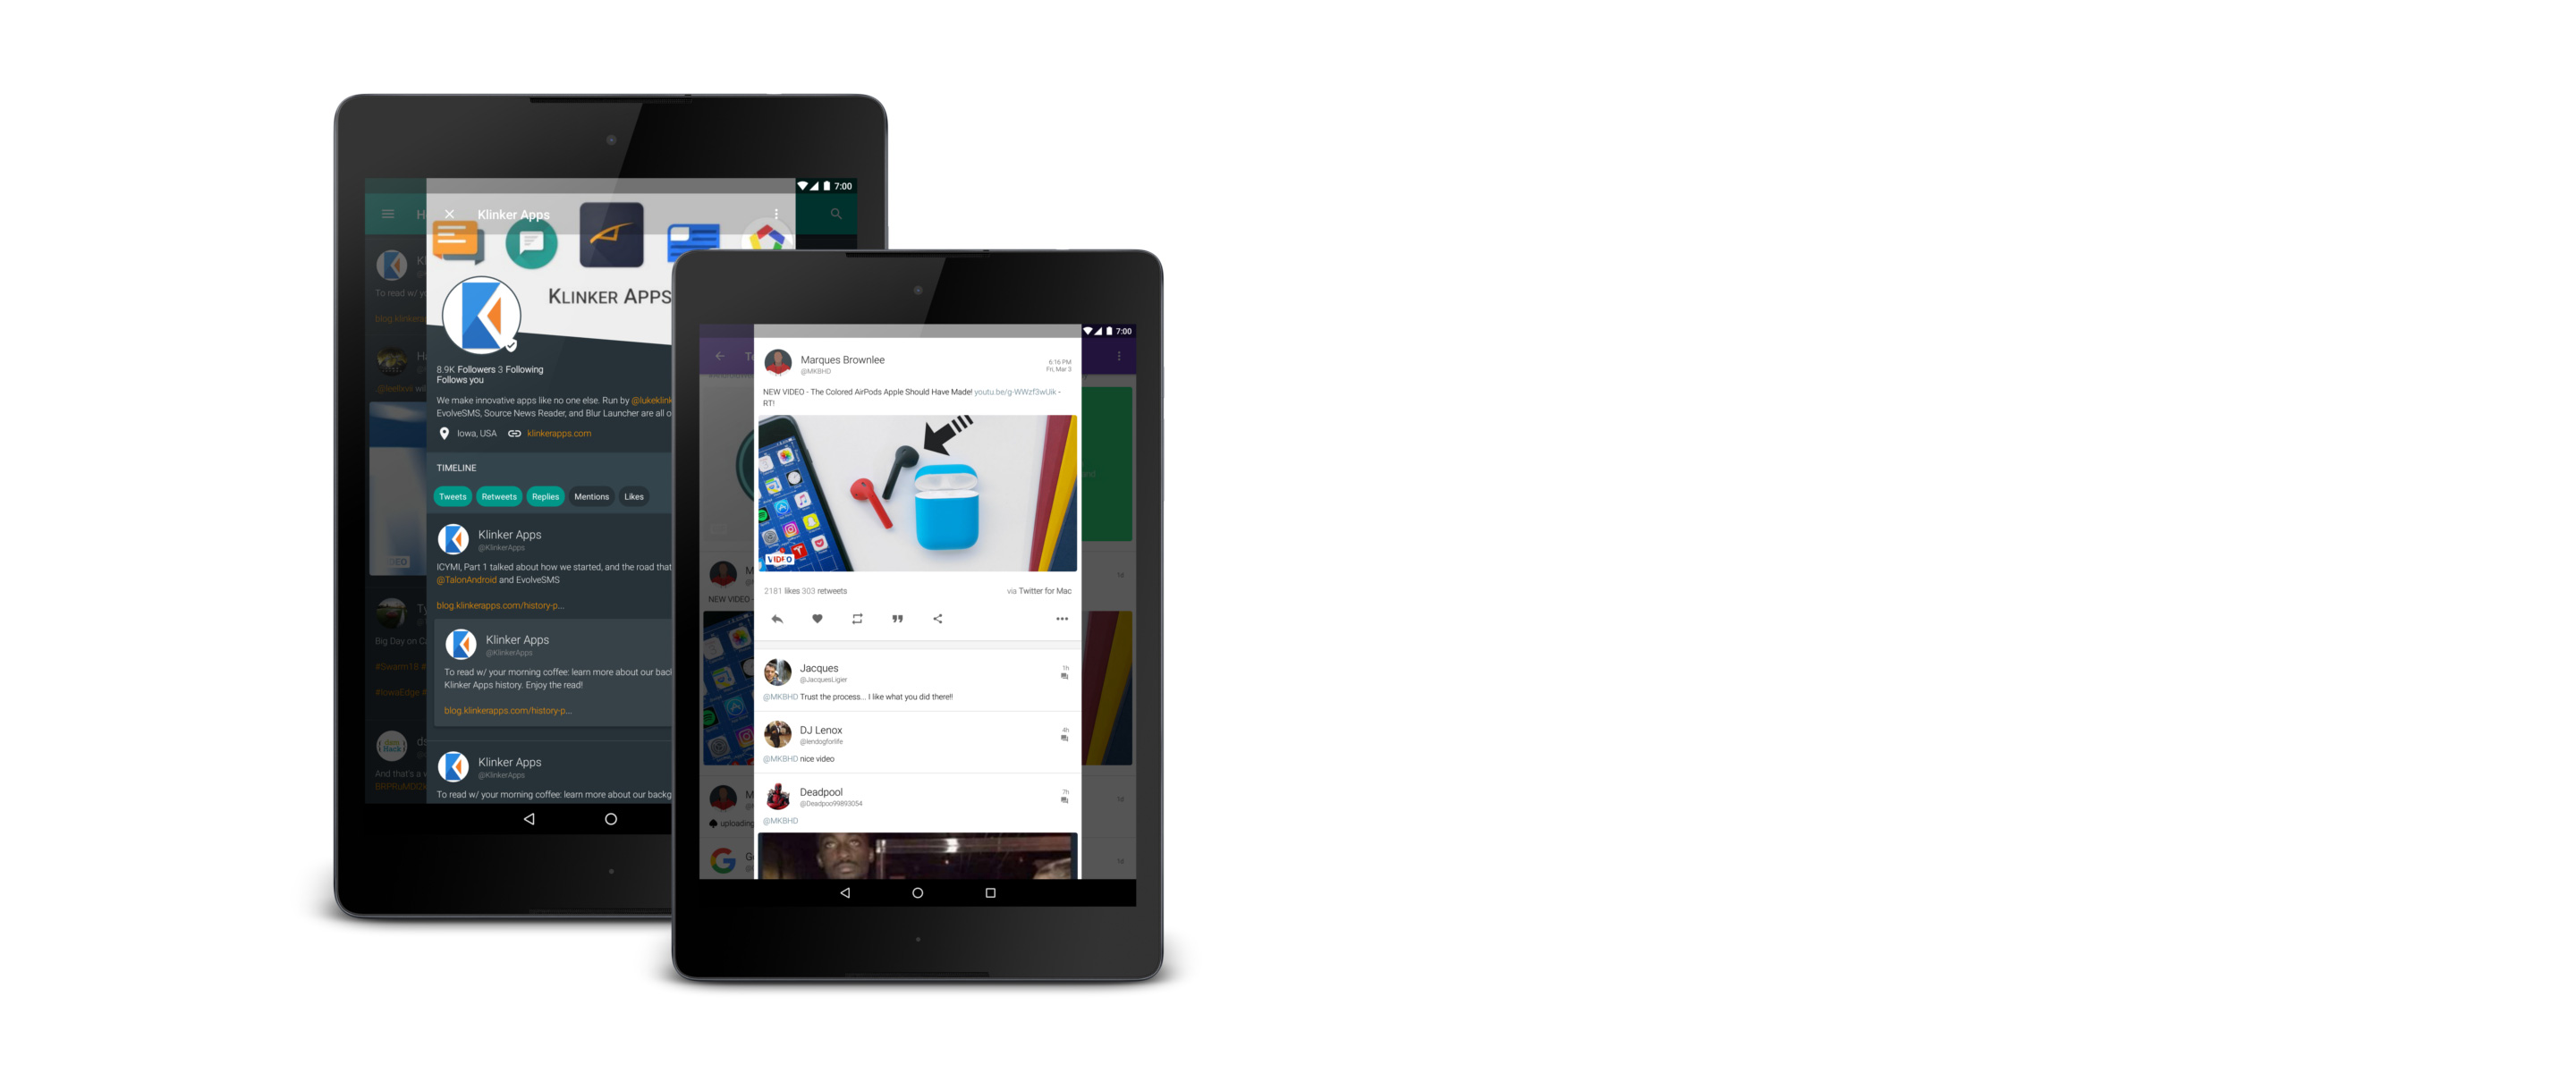 7:00
Klinker Apps
KLINKER APPS
To read w/
8.9K Followers 3 Following
Follows you
We make innovative apps like no one else. Run by
EvolveSMS, Source News Reader, and Blur Launcher are all
Iowa, USA klinkerapps.com
TIMELINE
Tweets Retweets Replies Mentions Likes
Klinker Apps
@KlinkerApps
ICYMI, Part 1 talked about how we started, and the road that
@TalonAndroid and EvolveSMS
blog.klinkerapps.com/history-p...
Big Day on
Klinker Apps
@KlinkerApps
To read w/ your morning coffee: learn more about our
Klinker Apps history. Enjoy the read!
blog.klinkerapps.com/history-p...
Klinker Apps
@KlinkerApps
And that's a
To read w/ your morning coffee: learn more about our
7:00
Marques Brownlee
@MKBHD
6:16 PM
Fri, Mar 3
NEW VIDEO - The Colored AirPods Apple Should Have Made! youtu.be/g-WWzf3wUik -
RT!
VIDEO
2181 likes 303 retweets via Twitter for Mac
NEW VIDEO -
Jacques 1h
@JacquesLigier
@MKBHD Trust the process... I like what you did there!!
DJ Lenox 4h
@lendogforlife
@MKBHD nice video
Deadpool 7h
@Deadpoo99893054
@MKBHD
uploading
1d
1d
1d